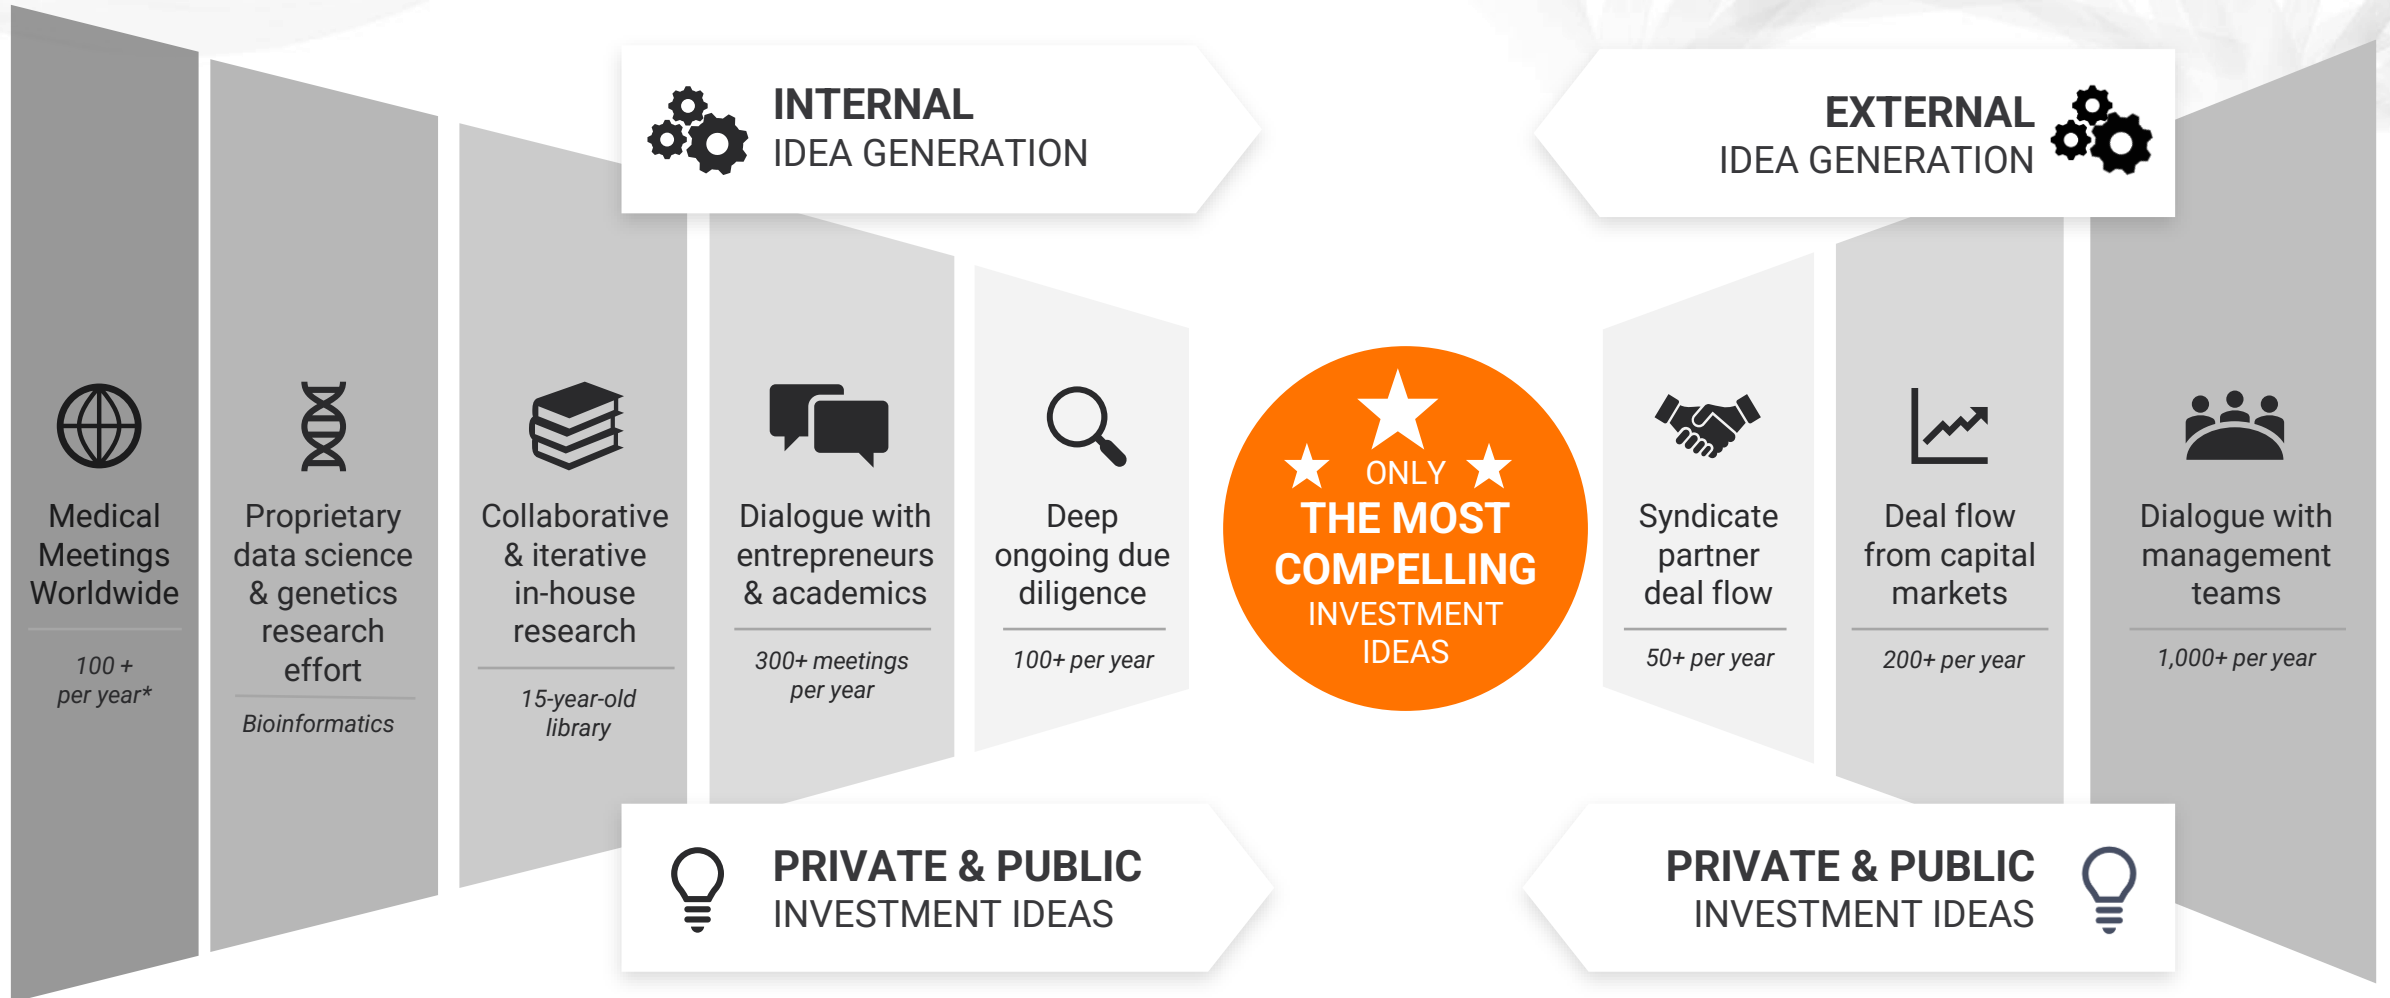 INTERNAL
IDEA GENERATION
EXTERNAL
IDEA GENERATION
Medical
Meetings
Worldwide
100 +
per year*
Proprietary
data science
& genetics
research
effort
Bioinformatics
Collaborative
& iterative
in-house
research
15-year-old
library
Dialogue with
entrepreneurs
& academics
300+ meetings
per year
Deep
ongoing due
diligence
100+ per year
ONLY
THE MOST
COMPELLING
INVESTMENT
IDEAS
Syndicate
partner
deal flow
50+ per year
Deal flow
from capital
markets
200+ per year
Dialogue with
management
teams
1,000+ per year
PRIVATE & PUBLIC
INVESTMENT IDEAS
PRIVATE & PUBLIC
INVESTMENT IDEAS